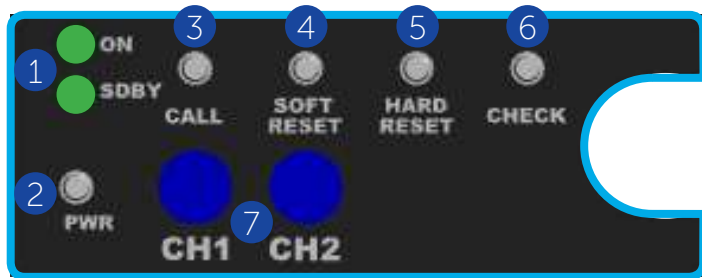 3
4
5
6
1
ON
SDBY
CALL
SOFT
RESET
HARD
RESET
CHECK
2
PWR
7
CH1
CH2